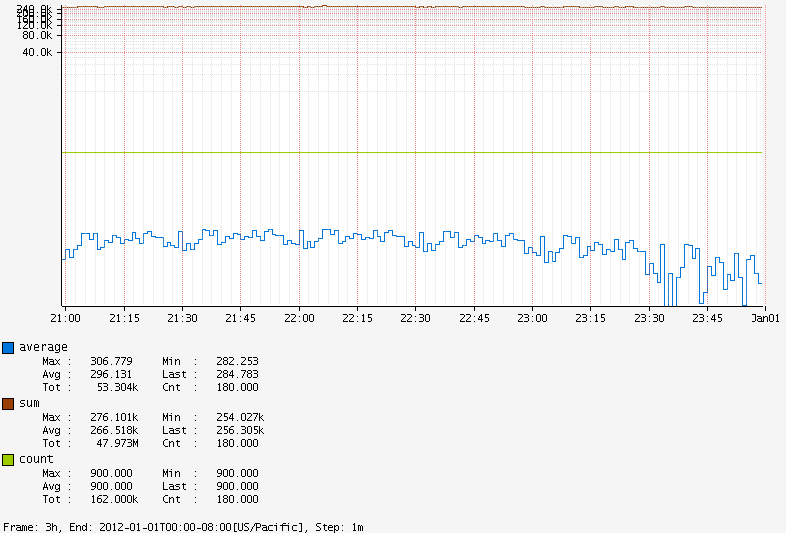 240.0k
200.0k
160.0k
120.0k
80.0k
40.0k
21:00 21:15 21:30 21:45 22:00 22:15 22:30 22:45 23:00 23:15 23:30 23:45 Jan01
average
Max : 306.779 Min : 282.253
Avg : 296.131 Last : 284.783
Tot : 53.304k Cnt : 180.000
sum
Max : 276.101k Min : 254.027k
Avg : 266.518k Last : 256.305k
Tot : 47.973M Cnt : 180.000
count
Max : 900.000 Min : 900.000
Avg : 900.000 Last : 900.000
Tot : 162.000k Cnt : 180.000
Frame: 3h, End: 2012-01-01T00:00-08:00[US/Pacific], Step: 1m